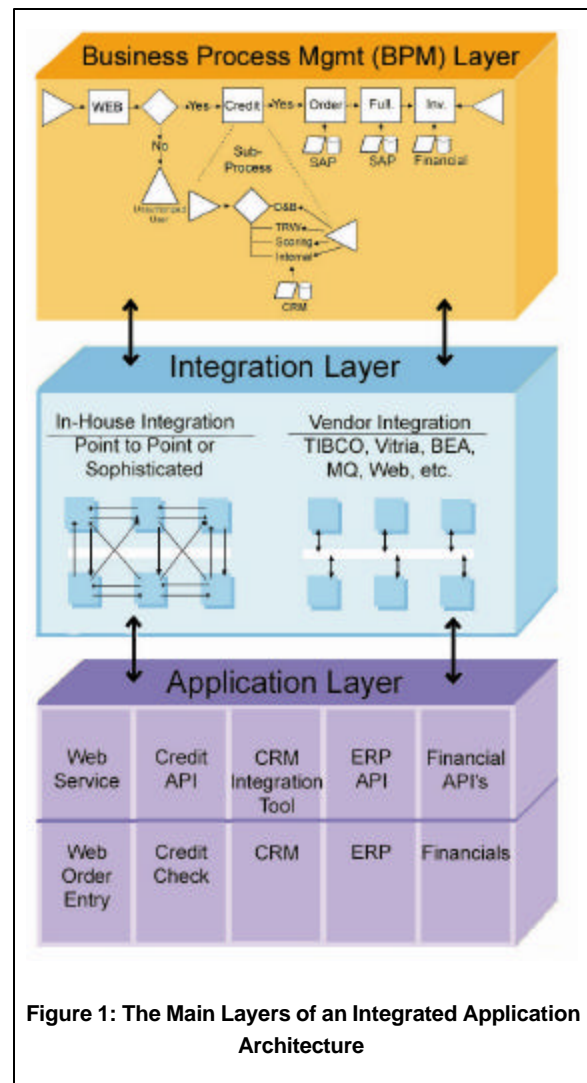 Business Process Mgmt (BPM) Layer
WEB
Yes
Credit
Yes
Order
Full.
Inv.
No
Sub-
Process
SAP
SAP
Financial
User
D&B
TRW
Scoring
Internal
CRM
Integration Layer
In-House Integration
Point to Point or
Sophisticated
Vendor Integration
TIBCO, Vitria, BEA,
MQ, Web, etc.
Application Layer
Web
Service
Credit
API
CRM
Integration
Tool
ERP
API
Financial
API's
Web
Order
Entry
Credit
Check
CRM
ERP
Financials
Figure 1: The Main Layers of an Integrated Application
Architecture